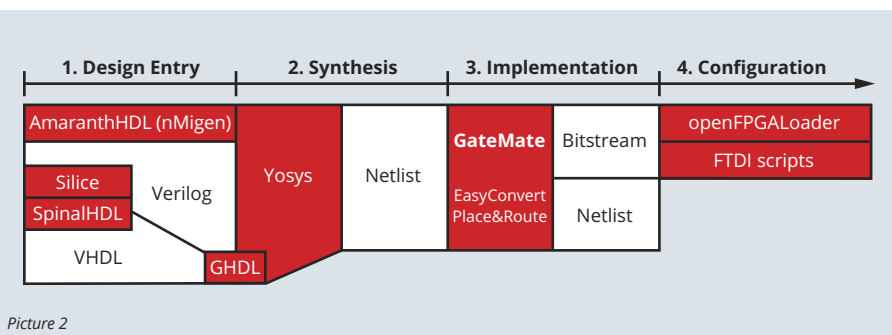 1. Design Entry
2. Synthesis
3. Implementation
4. Configuration
AmaranthHDL (nMigen)
Silice
SpinalHDL
Verilog
VHDL
GHDL
Yosys
Netlist
GateMate
EasyConvert
Place&Route
Bitstream
Netlist
openFPGALoader
FTDI scripts
Picture 2